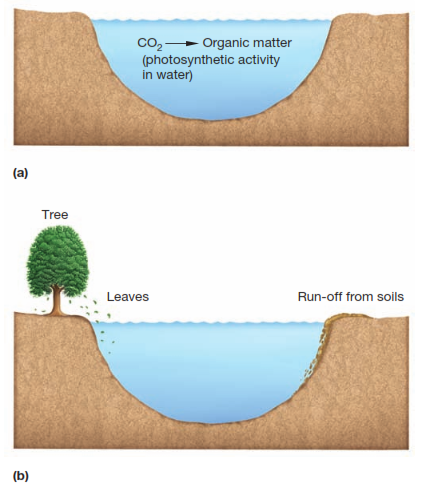 CO₂ → Organic matter
(photosynthetic activity
in water)
(a)
Tree
Leaves
Run-off from soils
(b)